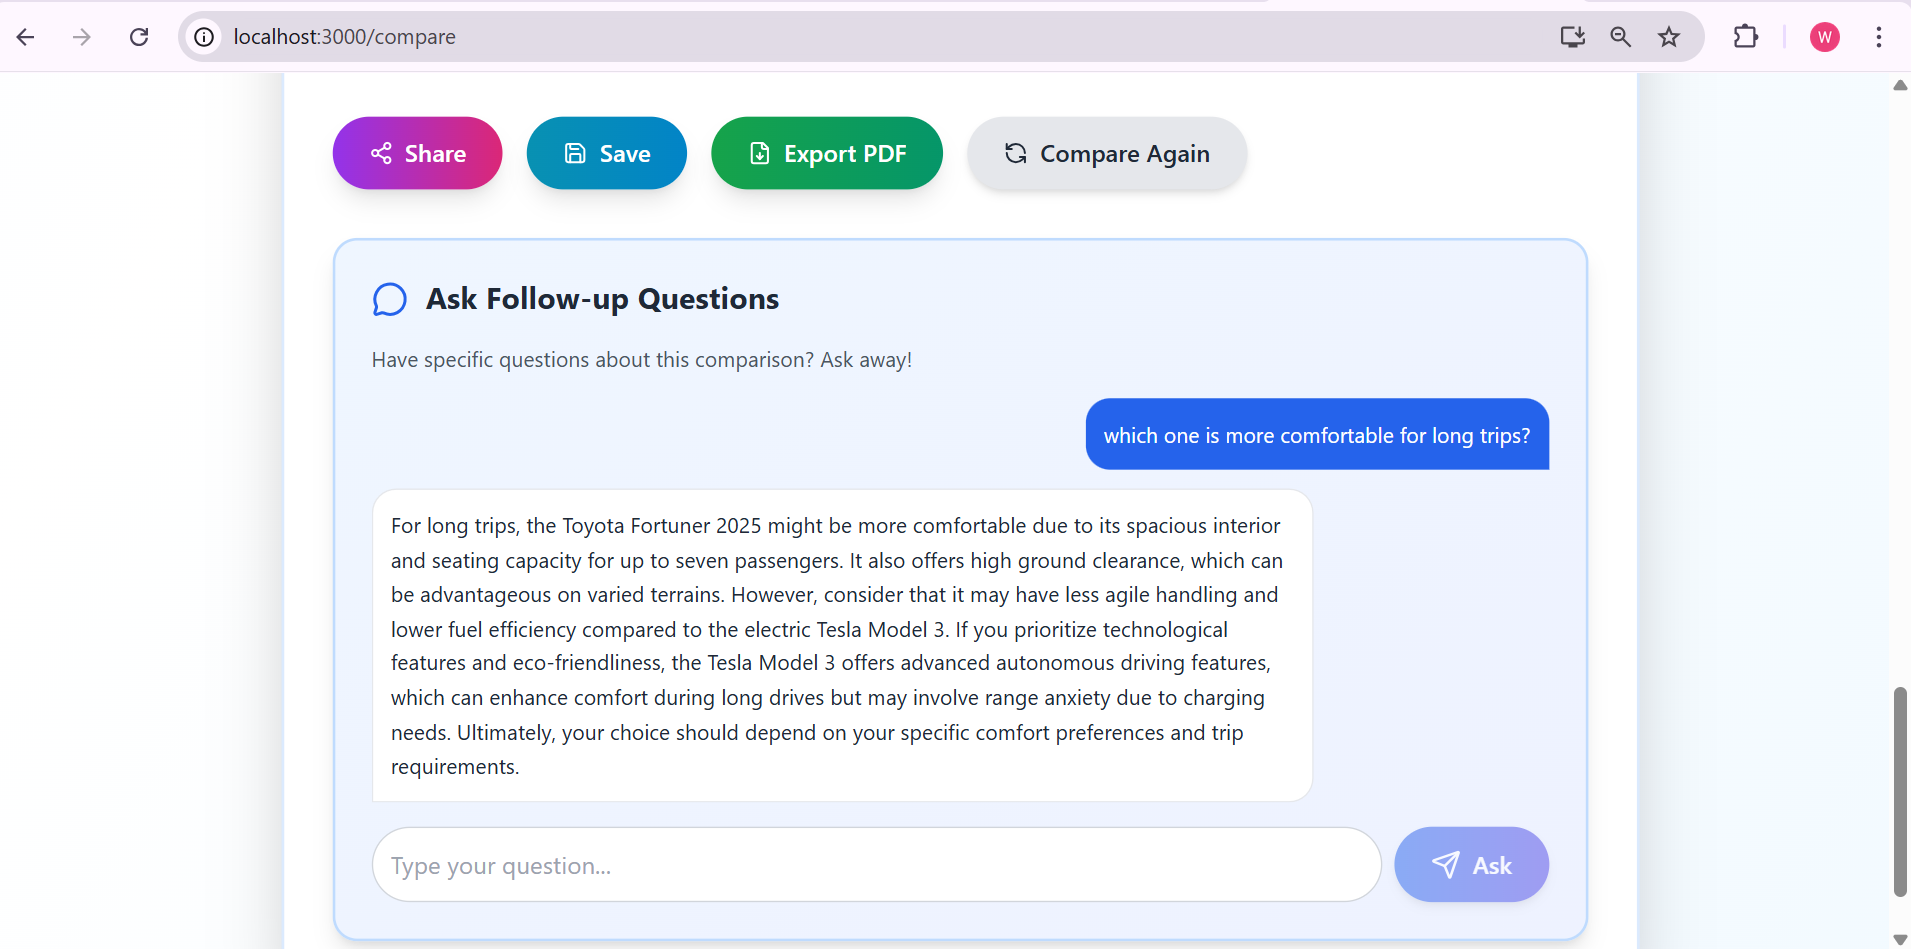 localhost:3000/compare
W
Share
Save
Export PDF
Compare Again
Ask Follow-up Questions
Have specific questions about this comparison? Ask away!
which one is more comfortable for long trips?
For long trips, the Toyota Fortuner 2025 might be more comfortable due to its spacious interior
and seating capacity for up to seven passengers. It also offers high ground clearance, which can
be advantageous on varied terrains. However, consider that it may have less agile handling and
lower fuel efficiency compared to the electric Tesla Model 3. If you prioritize technological
features and eco-friendliness, the Tesla Model 3 offers advanced autonomous driving features,
which can enhance comfort during long drives but may involve range anxiety due to charging
needs. Ultimately, your choice should depend on your specific comfort preferences and trip
requirements.
Type your question...
Ask